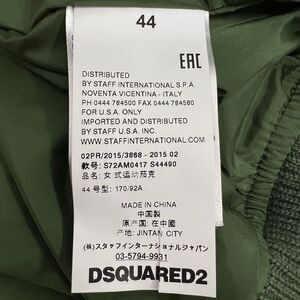 44
EAC
DISTRIBUTED
BY STAFF INTERNATIONAL S.P.A.
NOVENTA VICENTINA - ITALY
PH 0444 784500 FAX 0444 784580
FOR U.S.A. ONLY
IMPORTED AND DISTRIBUTED
BY STAFF U.S.A. INC.
WWW.STAFFINTERNATIONAL.COM
02PR/2015/3868 - 2015 02
款号: S72AM0417 S44490
品名: 女式运动茄克
44 号型: 170/92A
MADE IN CHINA
中国製
原产国: 在中國
产地: JINTAN CITY
(株)スタッフインターナショナルジャパン
03-5794-9931
DSQUARED2